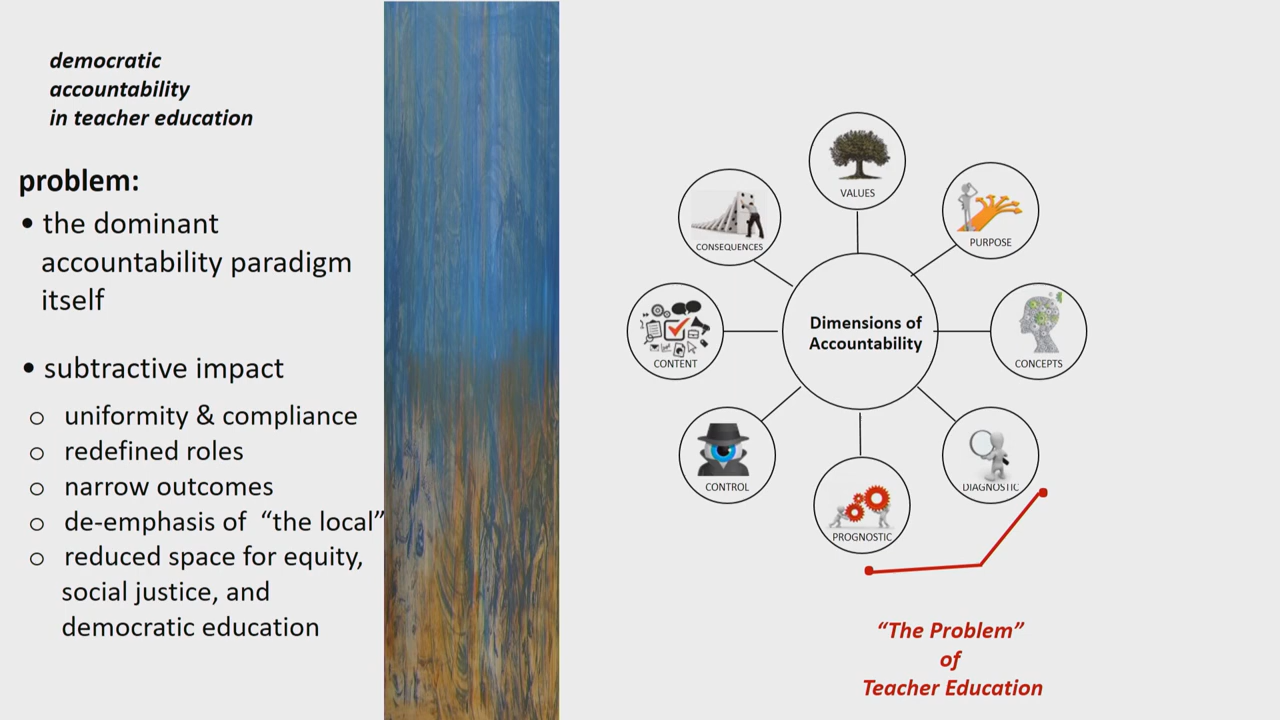 democratic
accountability
in teacher education
problem:
• the dominant
accountability paradigm
itself
• subtractive impact
o uniformity & compliance
o redefined roles
o narrow outcomes
o de-emphasis of “the local”
o reduced space for equity,
social justice, and
democratic education
VALUES
CONSEQUENCES
PURPOSE
Dimensions of
Accountability
CONTENT
CONCEPTS
CONTROL
DIAGNOSTIC
PROGNOSTIC
“The Problem”
of
Teacher Education